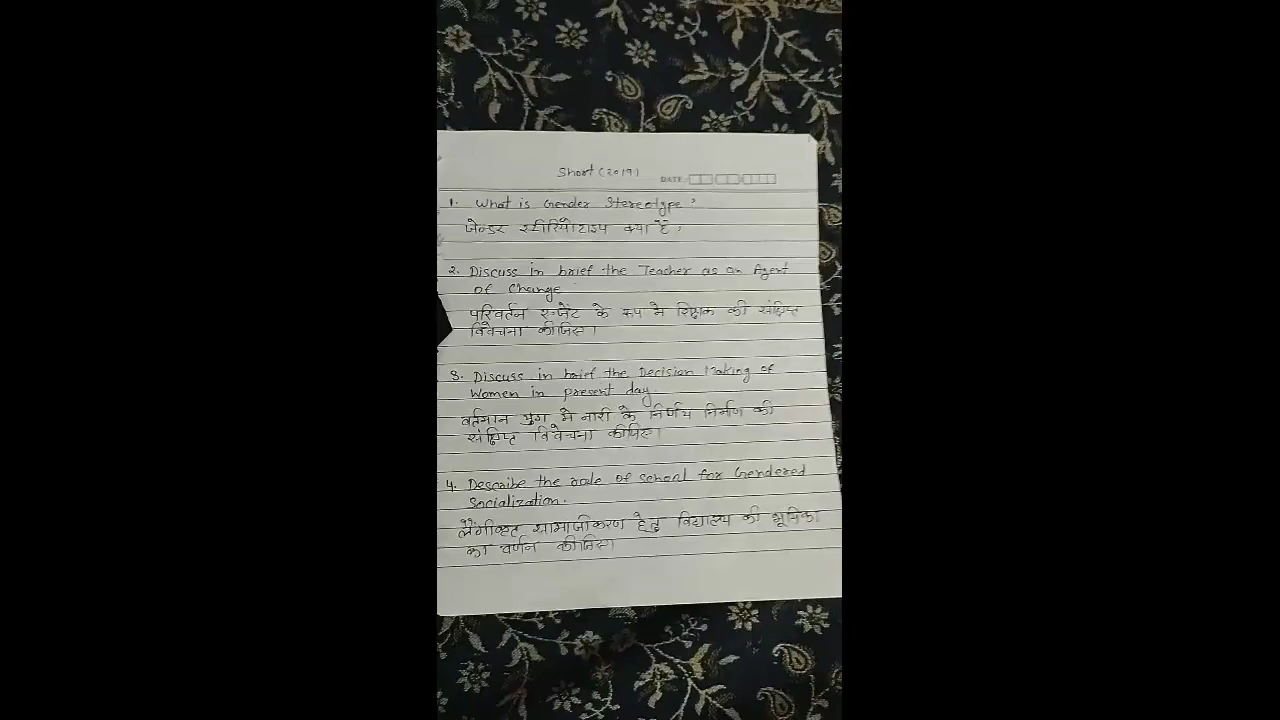 Short (2019)
DATE
1. What is Gender Stereotype?
जेन्डर स्टीरियोटाइप क्या है?
2. Discuss in brief the Teacher as an Agent
of Change
परिवर्तन एजेंट के रूप मे शिक्षक की संक्षिप्त
विवेचना कीजिए।
3. Discuss in brief the Decision Making of
Women in present day.
वर्तमान युग मे नारी के निर्णय निर्माण की
संक्षिप्त विवेचना कीजिए।
4. Describe the role of school for Gendered
Socialization.
लैंगीकृत सामाजीकरण हेतु विद्यालय की भूमिका
का वर्णन कीजिए।